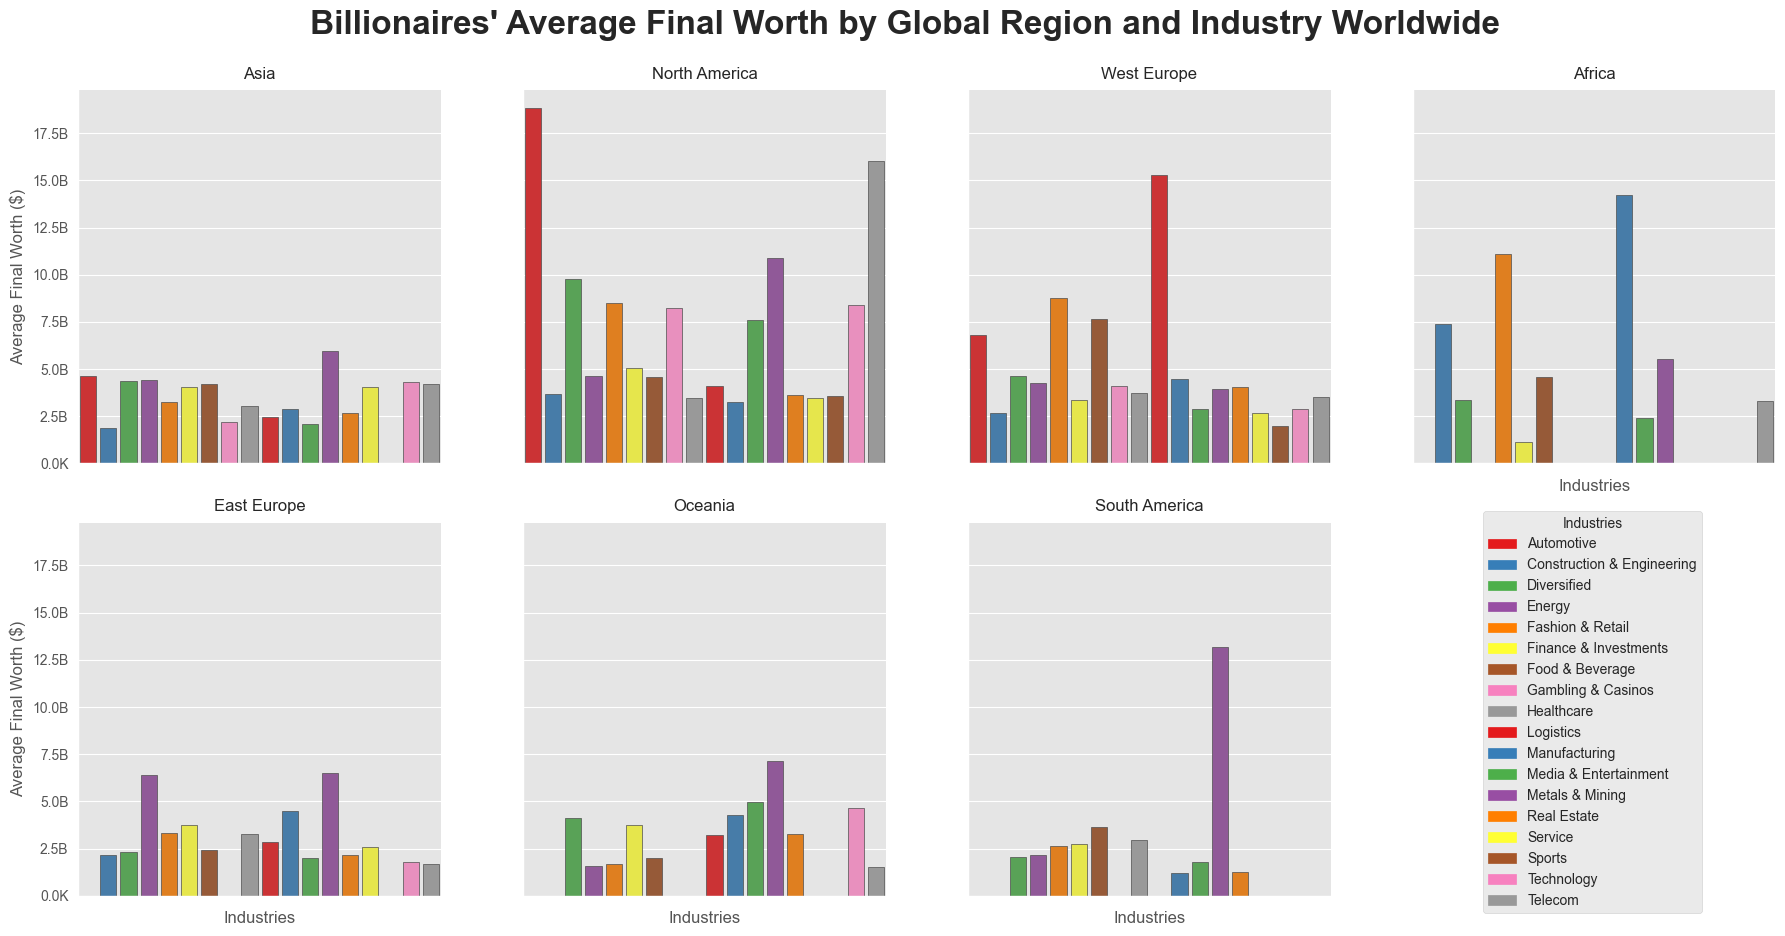 Billionaires' Average Final Worth by Global Region and Industry Worldwide
Asia
North America
West Europe
Africa
Average Final Worth ($)
17.5B
15.0B
12.5B
10.0B
7.5B
5.0B
2.5B
0.0K
Industries
East Europe
Oceania
South America
Average Final Worth ($)
17.5B
15.0B
12.5B
10.0B
7.5B
5.0B
2.5B
0.0K
Industries
Industries
Industries
Industries
Automotive
Construction & Engineering
Diversified
Energy
Fashion & Retail
Finance & Investments
Food & Beverage
Gambling & Casinos
Healthcare
Logistics
Manufacturing
Media & Entertainment
Metals & Mining
Real Estate
Service
Sports
Technology
Telecom